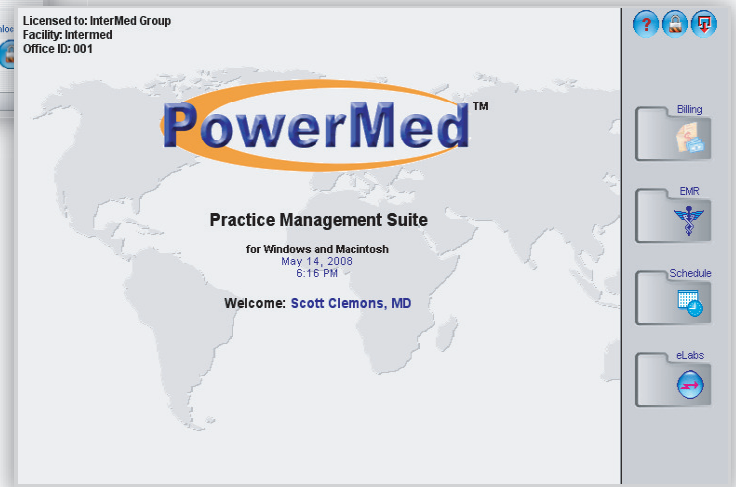 Licensed to: InterMed Group
Facility: Intermed
Office ID: 001
PowerMed™
Practice Management Suite
for Windows and Macintosh
May 14, 2008
6:16 PM
Welcome: Scott Clemons, MD
?
Billing
EMR
Schedule
eLabs